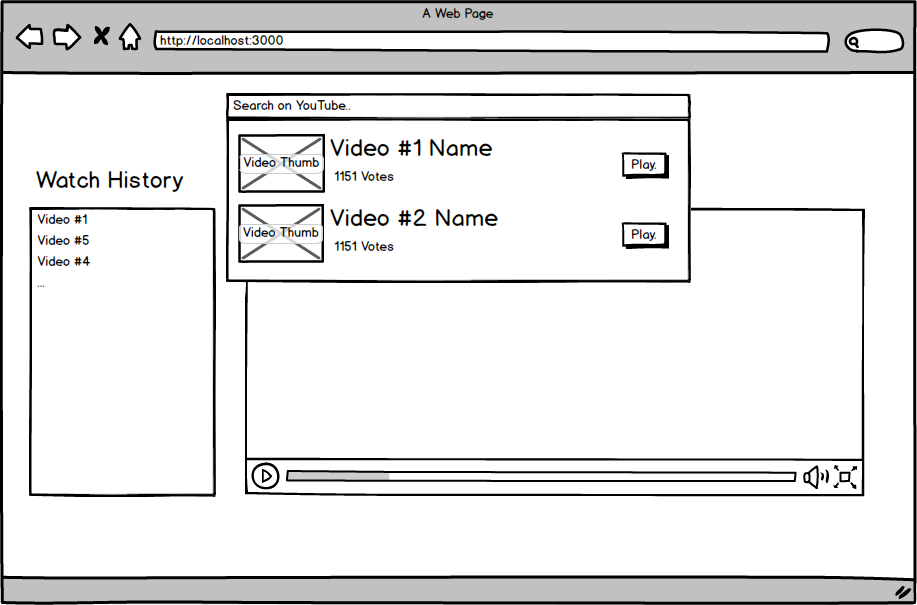 A Web Page
http://localhost:3000
Search on YouTube..
Video Thumb
Video #1 Name
1151 Votes
Play.
Video Thumb
Video #2 Name
1151 Votes
Play.
Watch History
Video #1
Video #5
Video #4
...